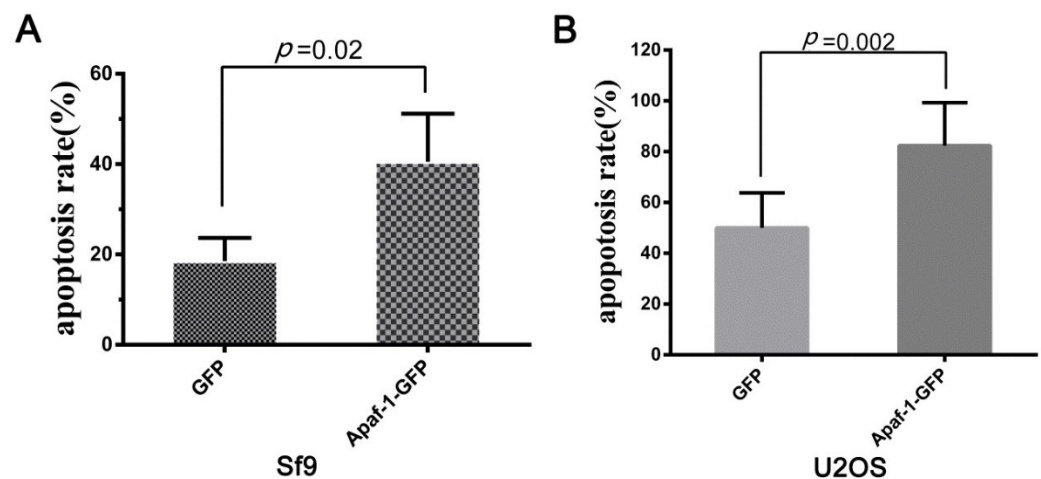 A
p=0.02
apoptosis rate(%)
60
40
20
0
GFP
Apaf-1-GFP
Sf9
B
p=0.002
apopotosis rate(%)
120
100
80
60
40
20
0
GFP
Apaf-1-GFP
U2OS